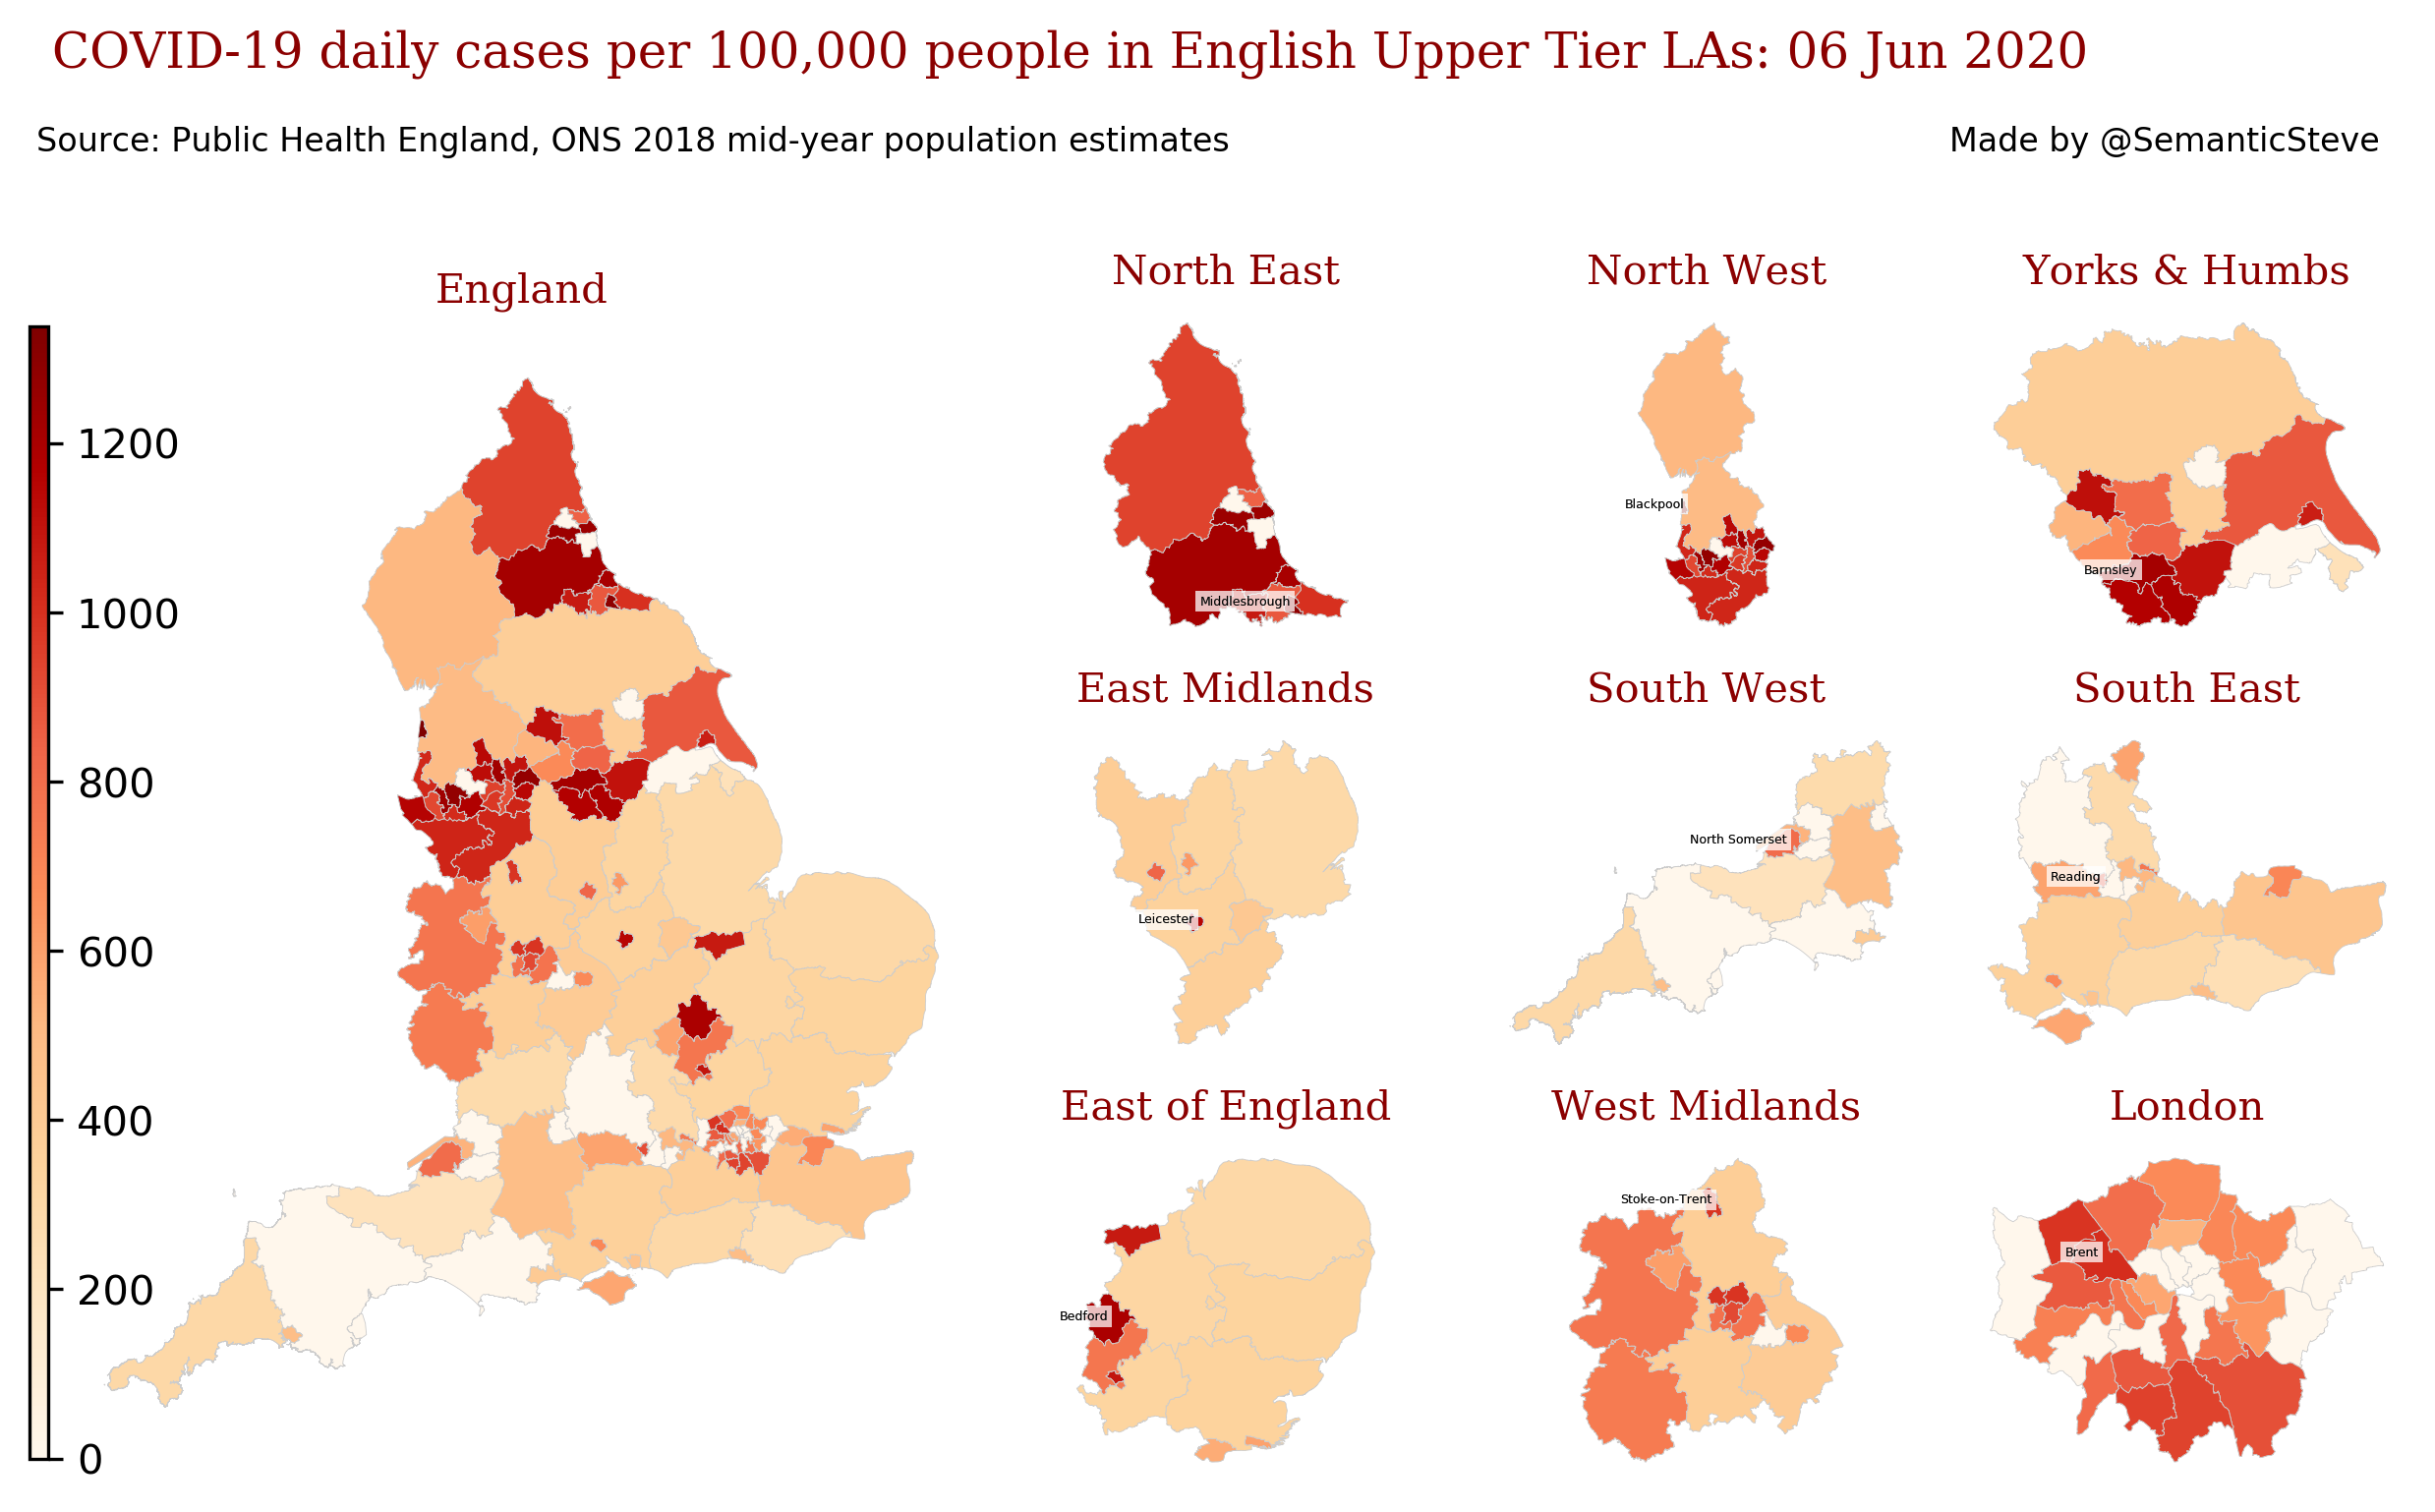 COVID-19 daily cases per 100,000 people in English Upper Tier LAs: 06 Jun 2020
Source: Public Health England, ONS 2018 mid-year population estimates
Made by @SemanticSteve
England
North East
North West
Yorks & Humbs
1200
1000
800
600
400
200
0
Middlesbrough
Blackpool
Barnsley
East Midlands
South West
South East
Leicester
North Somerset
Reading
East of England
West Midlands
London
Bedford
Stoke-on-Trent
Brent